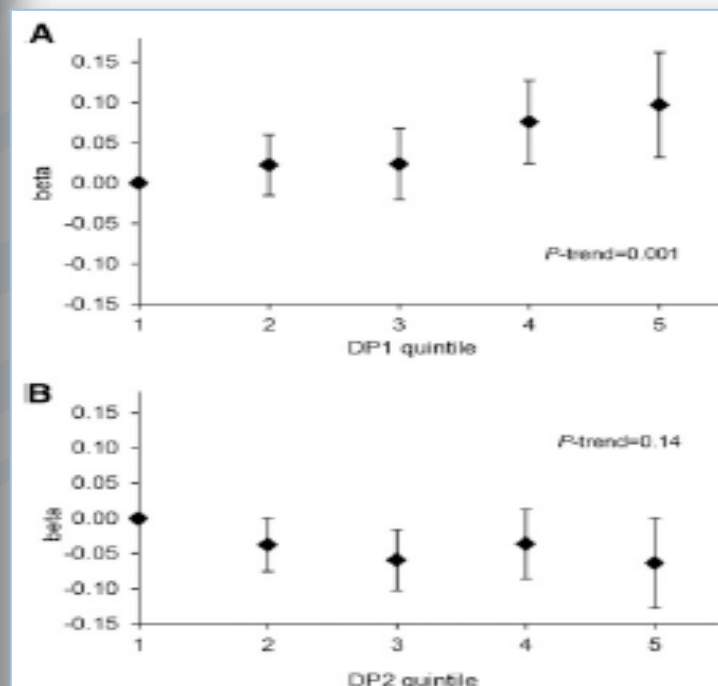 A
0.15
0.10
0.05
0.00
-0.05
-0.10
-0.15
beta
P-trend=0.001
1 2 3 4 5
DP1 quintile
B
0.15
0.10
0.05
0.00
-0.05
-0.10
-0.15
beta
P-trend=0.14
1 2 3 4 5
DP2 quintile